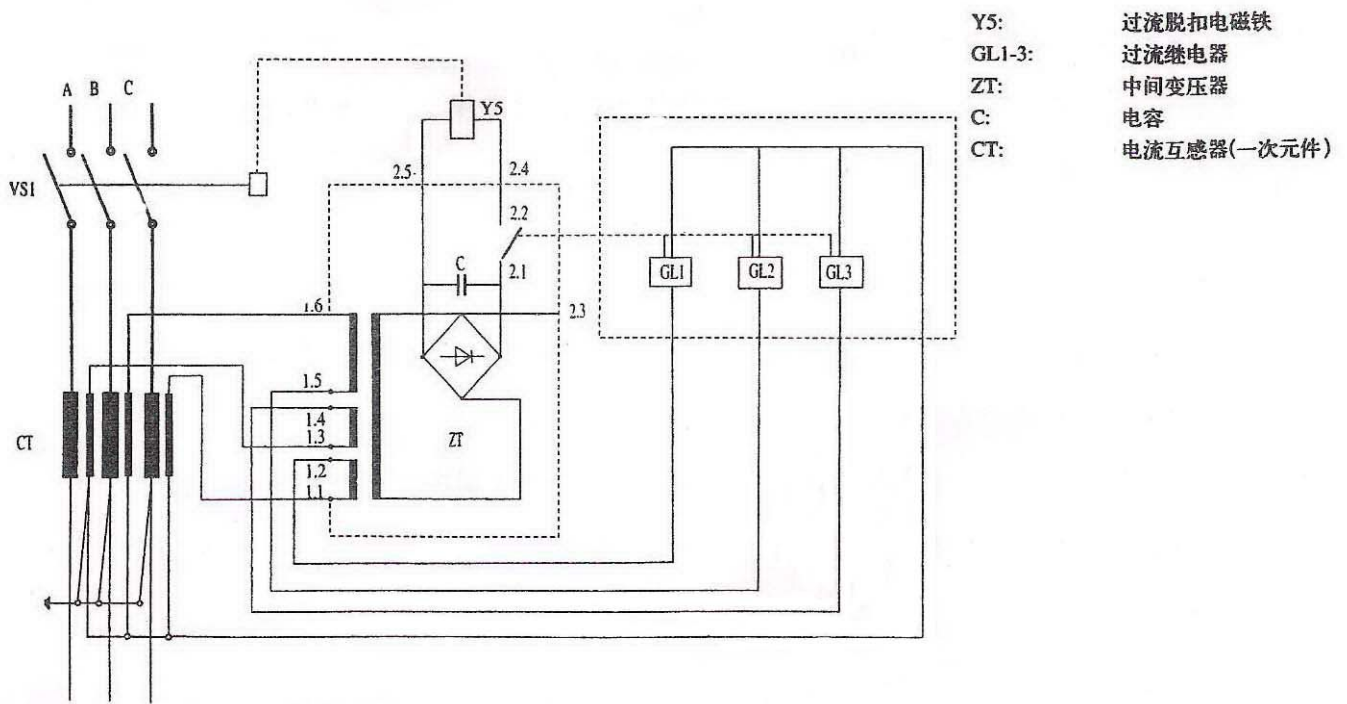 Y5: 过流脱扣电磁铁
GL1-3: 过流继电器
ZT: 中间变压器
C: 电容
CT: 电流互感器(一次元件)
A B C
Y5
2.5 2.4
VS1
2.2
C 2.1
GL1 GL2 GL3
1.6 2.3
1.5
1.4
1.3
CT ZT
1.2
1.1